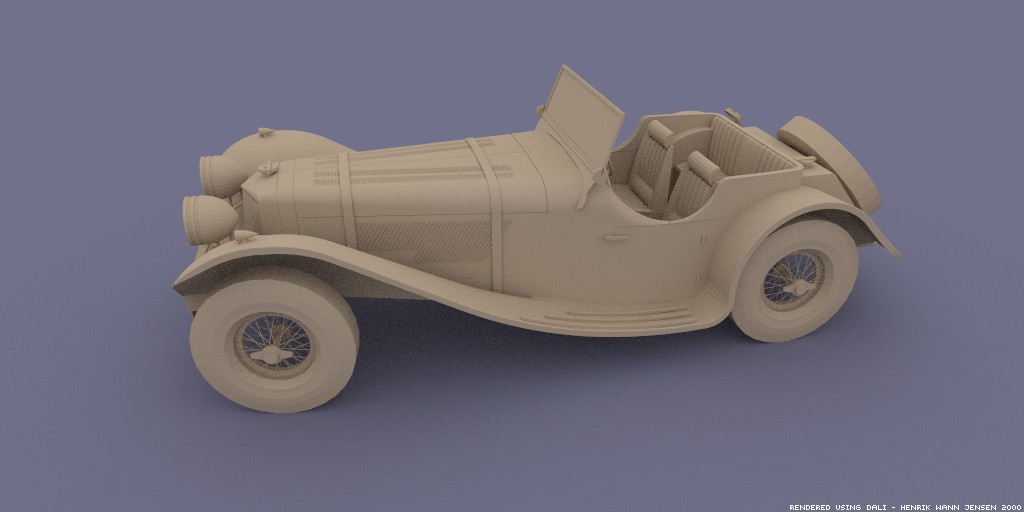 RENDERED USING DALI - HENRIK WANN JENSEN 2000